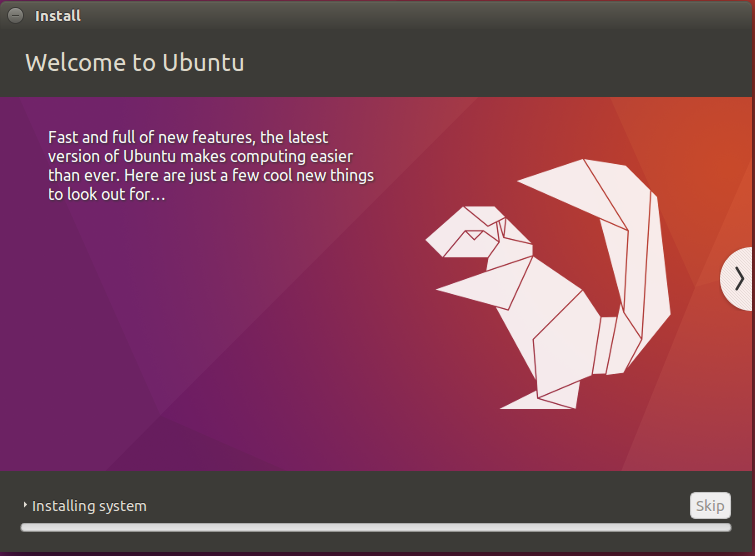 Install
Welcome to Ubuntu
Fast and full of new features, the latest
version of Ubuntu makes computing easier
than ever. Here are just a few cool new things
to look out for...
Installing system
Skip